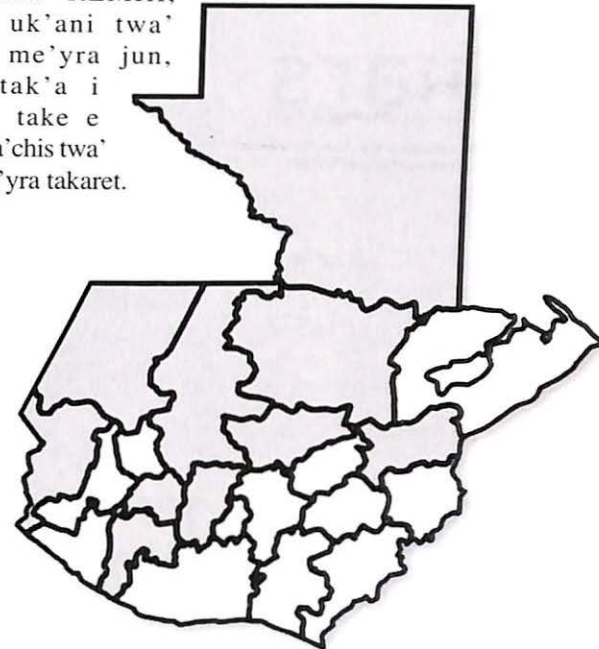 uk’ani twa’
me’yra jun,
tak’a i
take e
’chis twa’
’yra takaret.